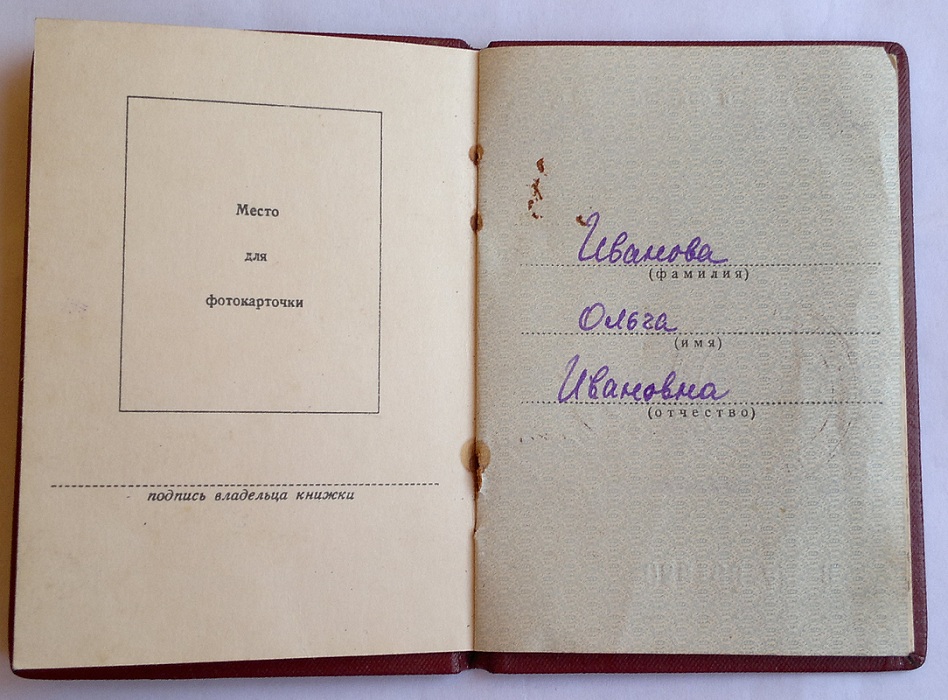 Место
для
фотокарточки
подпись владельца книжки
Иванова
(фамилия)
Ольга
(имя)
Ивановна
(отчество)